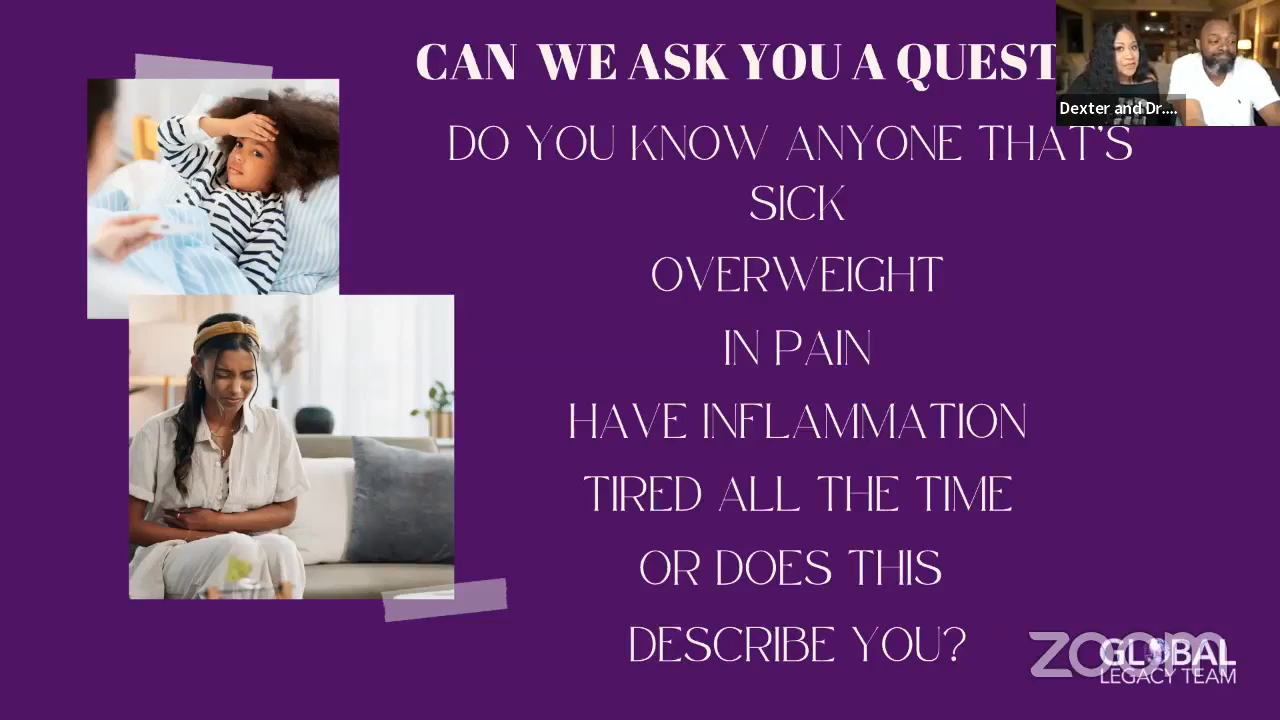 CAN WE ASK YOU A QUEST
Dexter and Dr....
DO YOU KNOW ANYONE THAT'S
SICK
OVERWEIGHT
IN PAIN
HAVE INFLAMMATION
TIRED ALL THE TIME
OR DOES THIS
DESCRIBE YOU?
zoom
GLOBAL
LEGACY TEAM